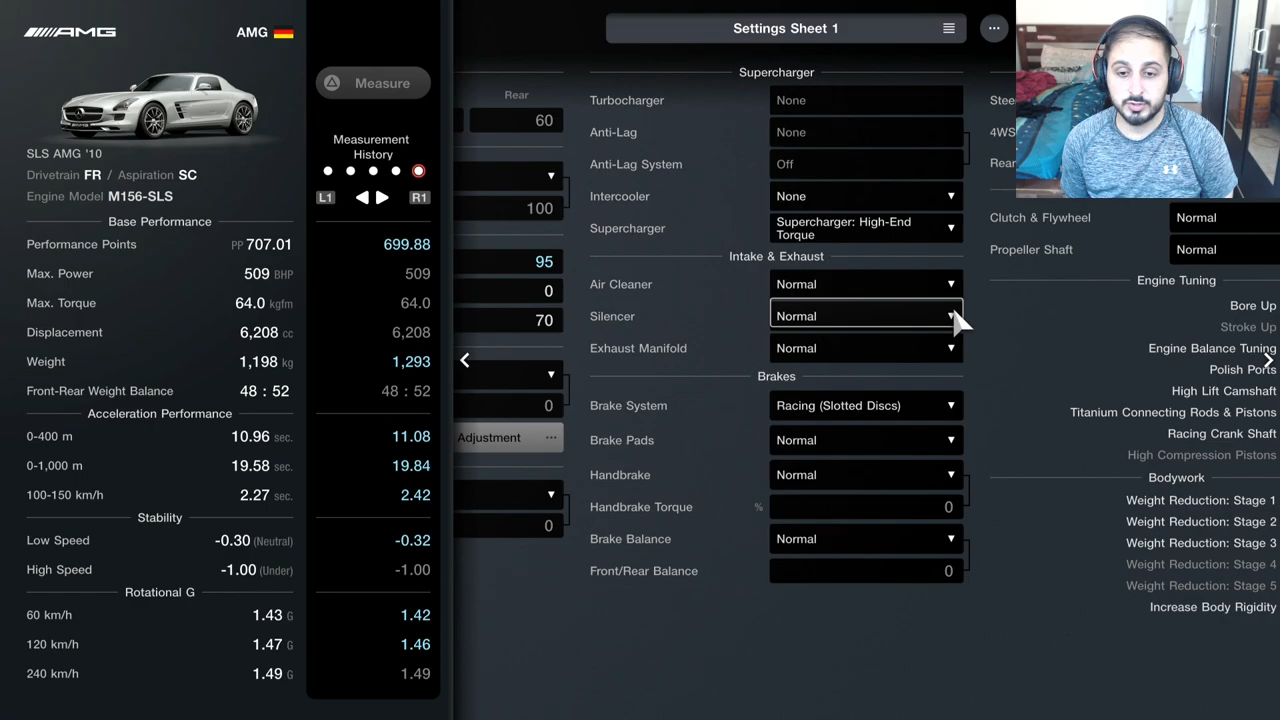 AMG
AMG
SLS AMG '10
Drivetrain FR / Aspiration SC
Engine Model M156-SLS
Base Performance
Performance Points PP 707.01
Max. Power 509 BHP
Max. Torque 64.0 kgfm
Displacement 6,208 cc
Weight 1,198 kg
Front-Rear Weight Balance 48 : 52
Acceleration Performance
0-400 m 10.96 sec.
0-1,000 m 19.58 sec.
100-150 km/h 2.27 sec.
Stability
Low Speed -0.30 (Neutral)
High Speed -1.00 (Under)
Rotational G
60 km/h 1.43 G
120 km/h 1.47 G
240 km/h 1.49 G
Measure
Measurement
History
L1 R1
699.88
509
64.0
6,208
1,293
48 : 52
11.08
19.84
2.42
-0.32
-1.00
1.42
1.46
1.49
Settings Sheet 1
Rear
60
100
95
0
70
0
Adjustment
0
Supercharger
Turbocharger None
Anti-Lag None
Anti-Lag System Off
Intercooler None
Supercharger Supercharger: High-End
Torque
Intake & Exhaust
Air Cleaner Normal
Silencer Normal
Exhaust Manifold Normal
Brakes
Brake System Racing (Slotted Discs)
Brake Pads Normal
Handbrake Normal
Handbrake Torque % 0
Brake Balance Normal
Front/Rear Balance 0
Stee
4WS
Rear
Clutch & Flywheel Normal
Propeller Shaft Normal
Engine Tuning
Bore Up
Stroke Up
Engine Balance Tuning
Polish Ports
High Lift Camshaft
Titanium Connecting Rods & Pistons
Racing Crank Shaft
High Compression Pistons
Bodywork
Weight Reduction: Stage 1
Weight Reduction: Stage 2
Weight Reduction: Stage 3
Weight Reduction: Stage 4
Weight Reduction: Stage 5
Increase Body Rigidity